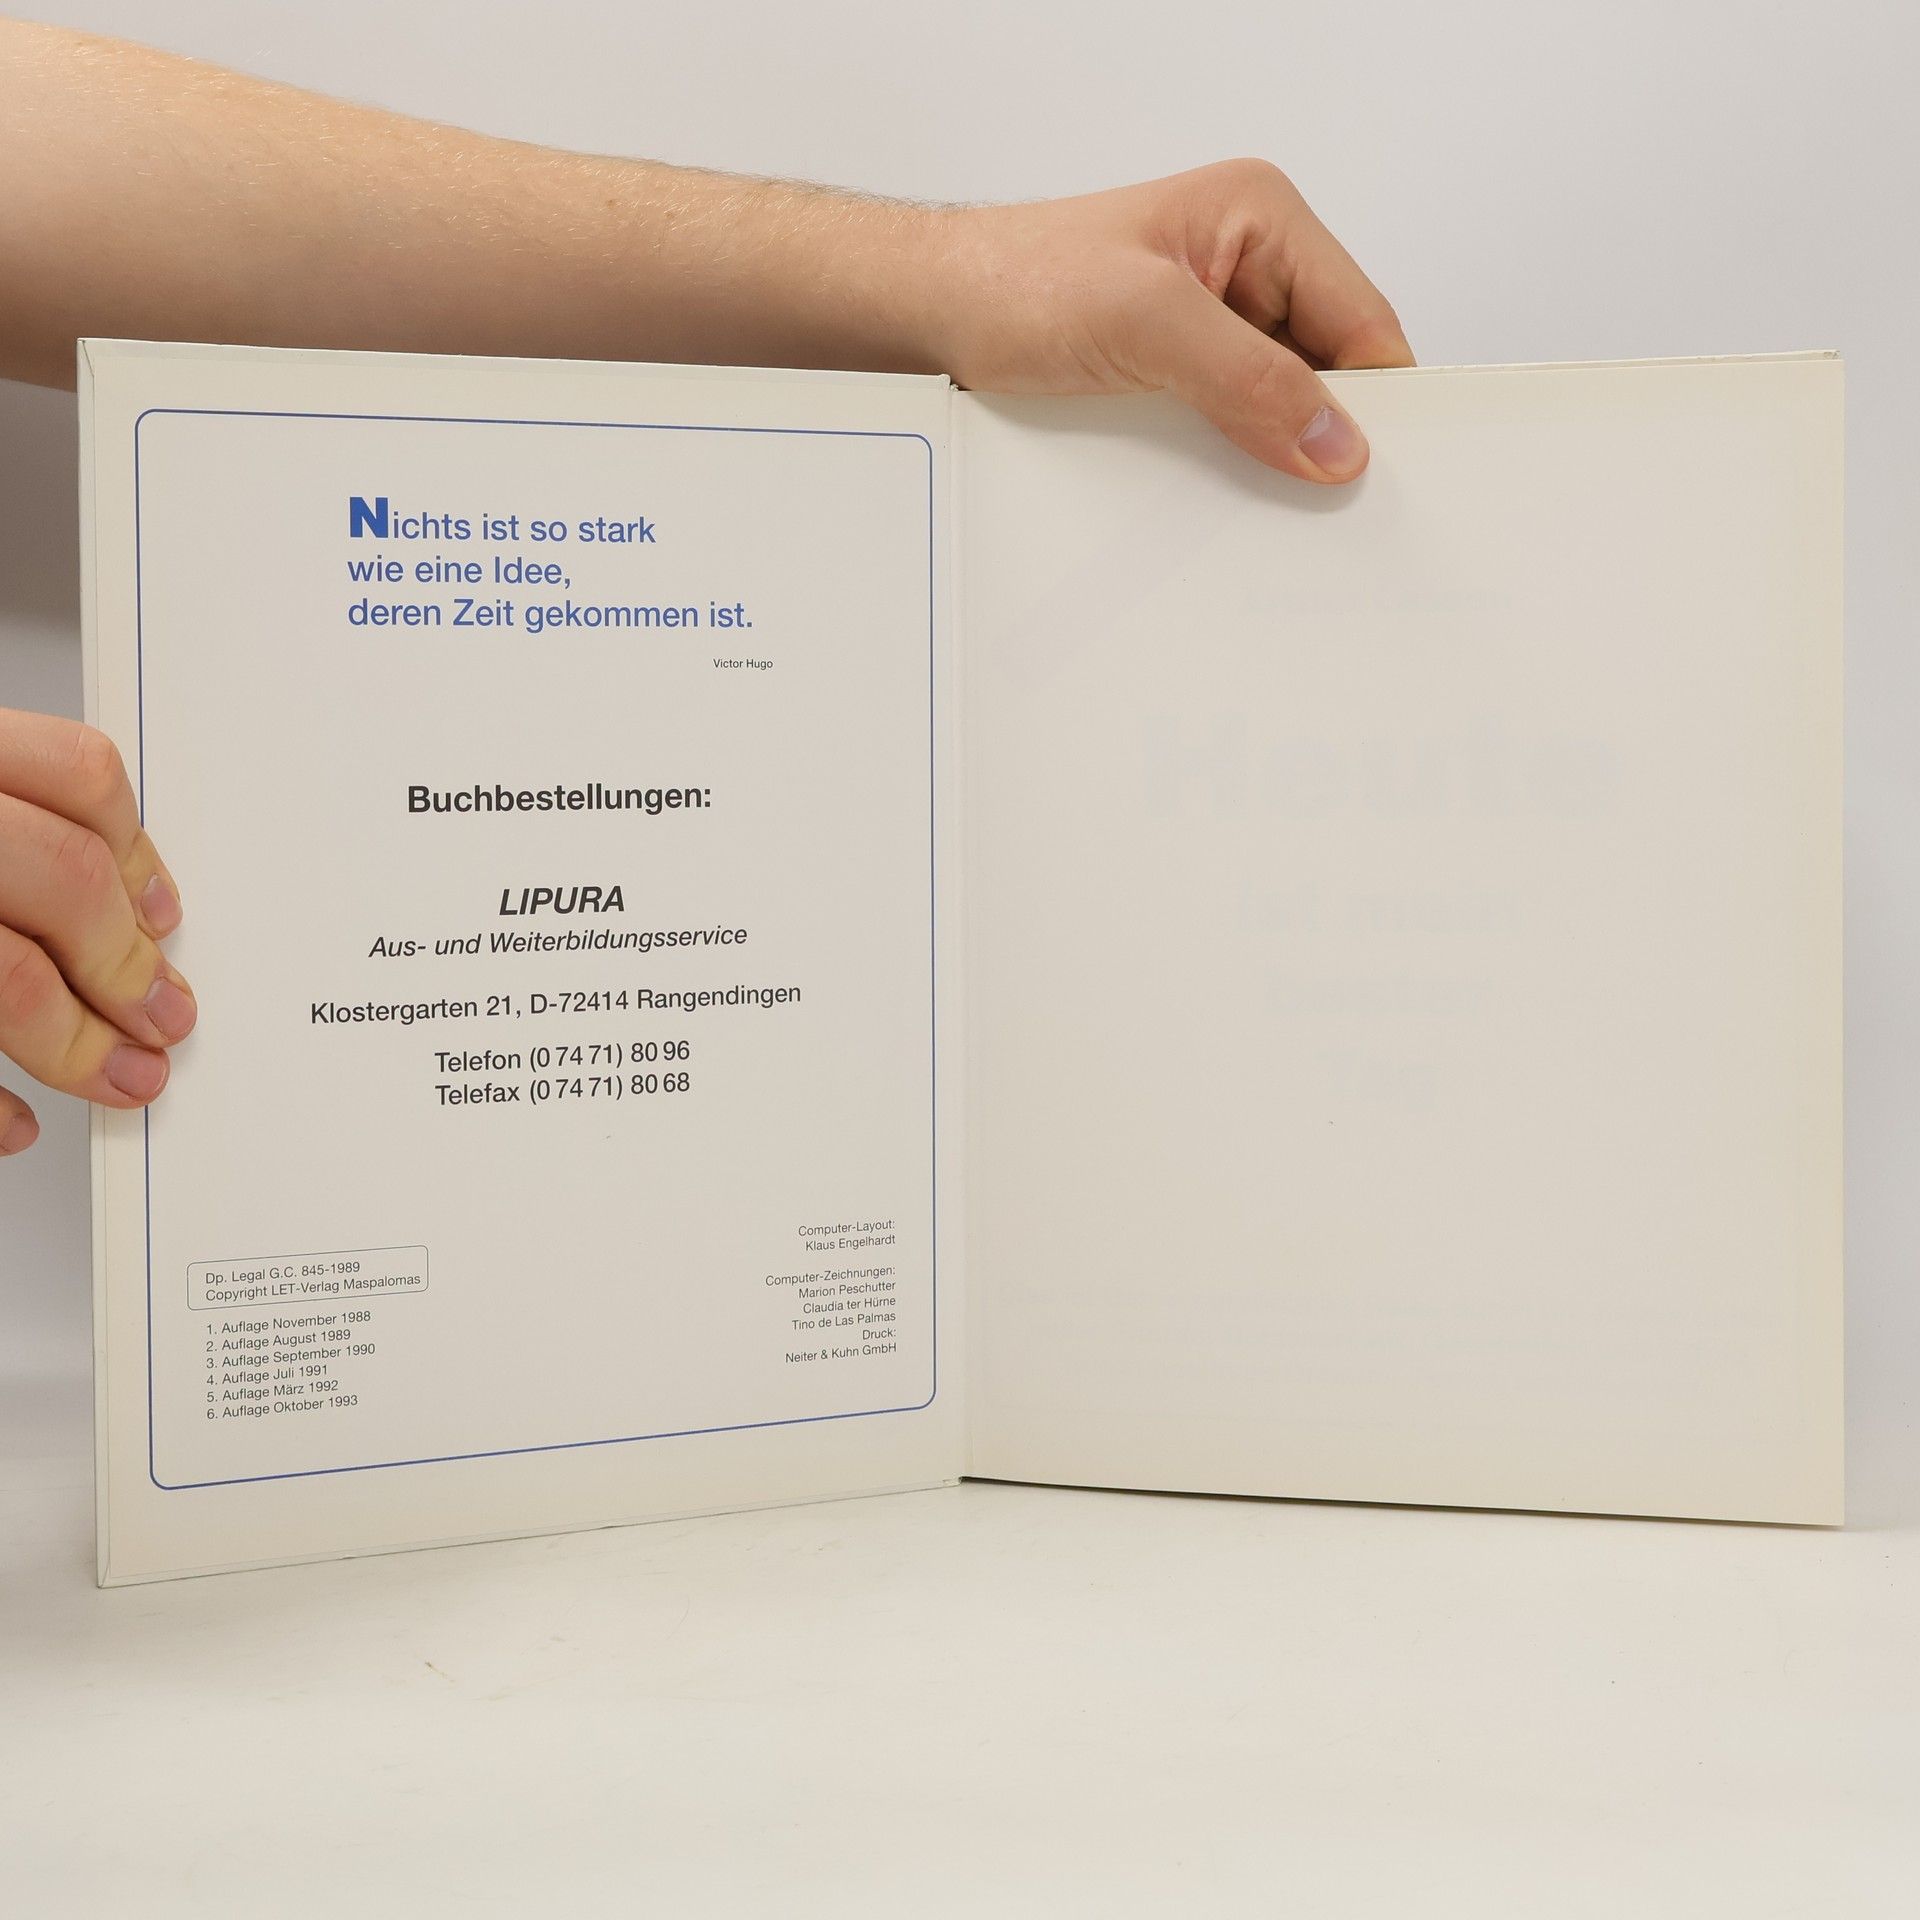 Nichts ist so stark
wie eine Idee,
deren Zeit gekommen ist.
Victor Hugo
Buchbestellungen:
LIPURA
Aus- und Weiterbildungsservice
Klostergarten 21, D-72414 Rangendingen
Telefon (0 74 71) 80 96
Telefax (0 74 71) 80 68
Dp. Legal G.C. 845-1989
Copyright LET-Verlag Maspalomas
1. Auflage November 1988
2. Auflage August 1989
3. Auflage September 1990
4. Auflage Juli 1991
5. Auflage März 1992
6. Auflage Oktober 1993
Computer-Layout:
Klaus Engelhardt
Computer-Zeichnungen:
Marion Peschutter
Claudia ter Hürne
Tino de Las Palmas
Druck:
Neiter & Kuhn GmbH